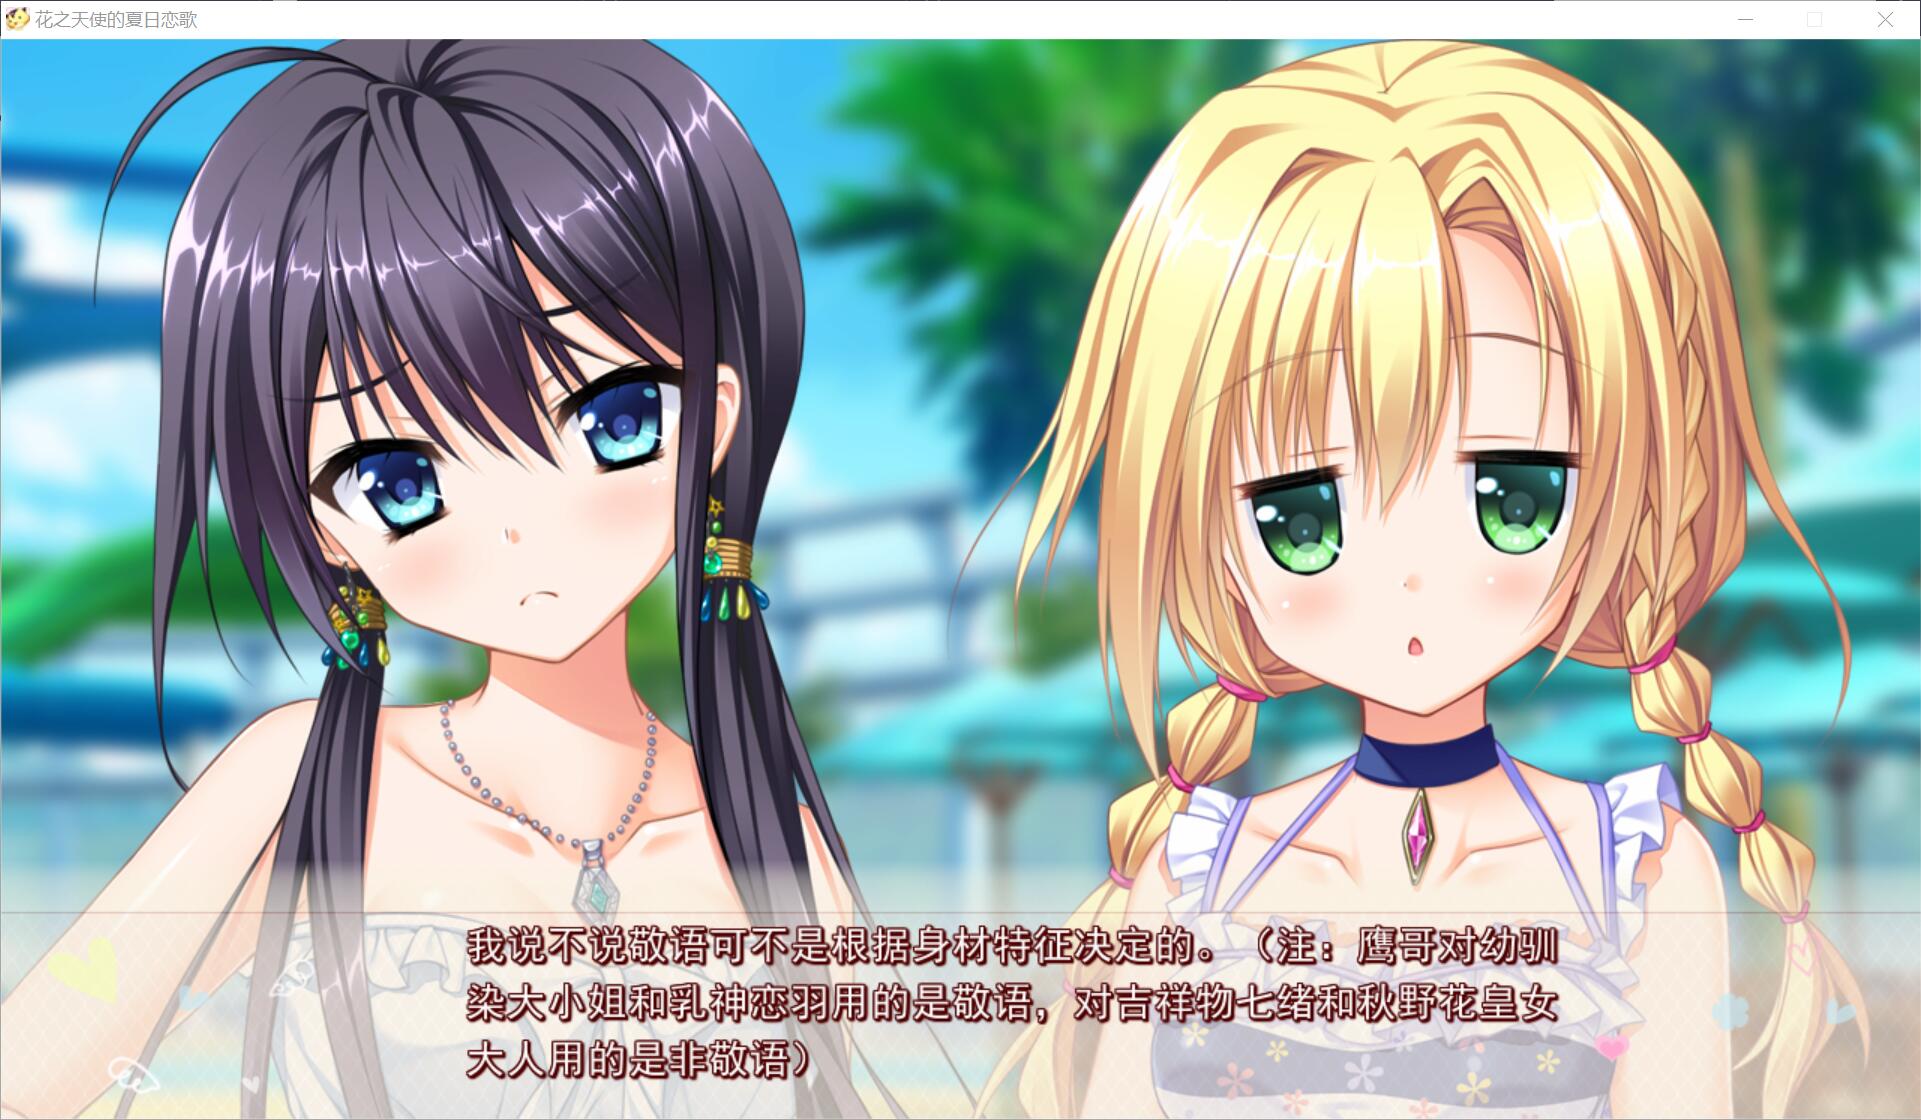 花之天使的夏日恋歌
我说不说敬语可不是根据身材特征决定的。（注：鹰哥对幼驯
染大小姐和乳神恋羽用的是敬语，对吉祥物七绪和秋野花皇女
大人用的是非敬语）